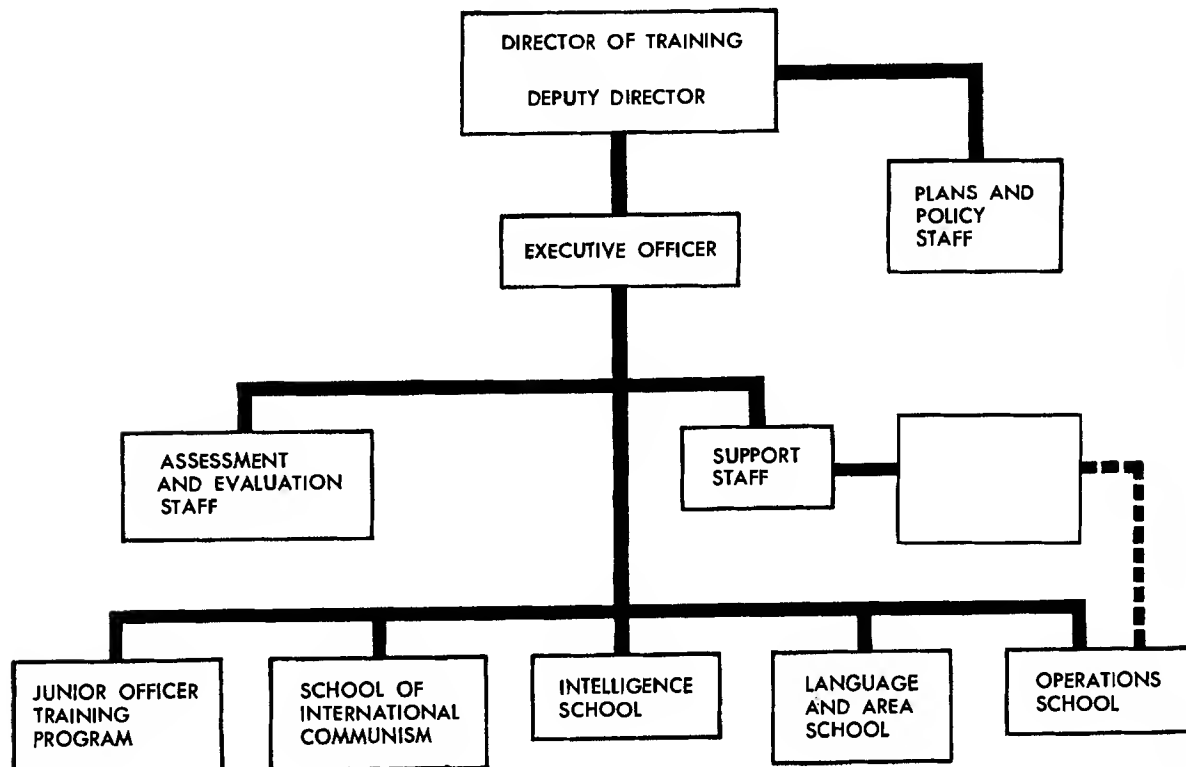 DIRECTOR OF TRAINING
DEPUTY DIRECTOR
PLANS AND
POLICY
STAFF
EXECUTIVE OFFICER
ASSESSMENT
AND EVALUATION
STAFF
SUPPORT
STAFF
JUNIOR OFFICER
TRAINING
PROGRAM
SCHOOL OF
INTERNATIONAL
COMMUNISM
INTELLIGENCE
SCHOOL
LANGUAGE
AND AREA
SCHOOL
OPERATIONS
SCHOOL